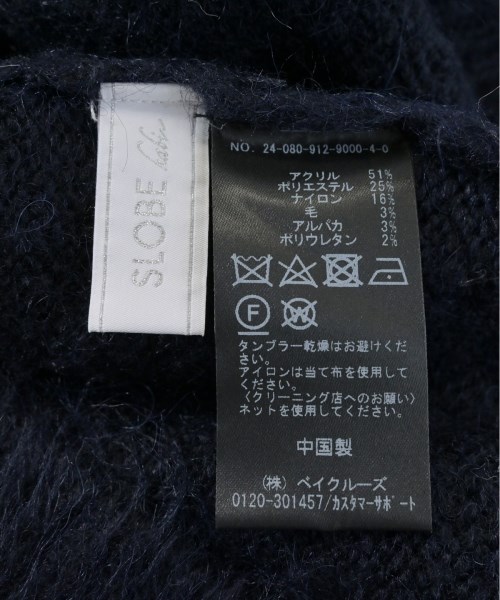 SLOBE
NO. 24-080-912-9000-4-0
アクリル 51%
ポリエステル 25%
ナイロン 16%
毛 3%
アルパカ 3%
ポリウレタン 2%
F W
タンブラー乾燥はお避けくだ
さい。
アイロンは当て布を使用して
ください。
〈クリーニング店へのお願い〉
ネットを使用してください。
中国製
(株) ベイクルーズ
0120-301457/カスタマーサポート